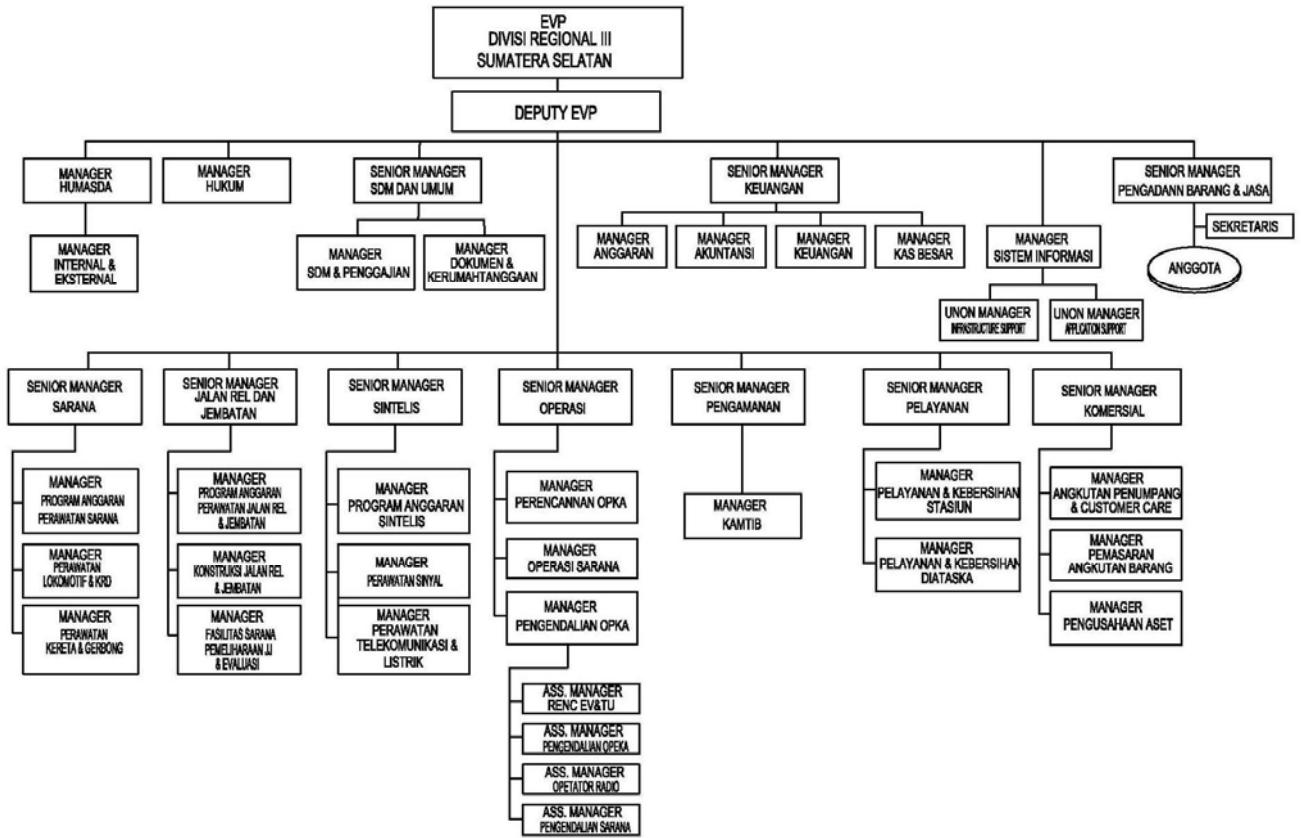 EVP
DIVISI REGIONAL III
SUMATERA SELATAN
DEPUTY EVP
MANAGER
HUMASDA
MANAGER
HUKUM
SENIOR MANAGER
SDM DAN UMUM
SENIOR MANAGER
KEUANGAN
SENIOR MANAGER
PENGADANN BARANG & JASA
MANAGER
INTERNAL &
EKSTERNAL
MANAGER
SDM & PENGGAJIAN
MANAGER
DOKUMEN &
KERUMAHTANGGAAN
MANAGER
ANGGARAN
MANAGER
AKUNTANSI
MANAGER
KEUANGAN
MANAGER
KAS BESAR
MANAGER
SISTEM INFORMASI
SEKRETARIS
ANGGOTA
UNON MANAGER
INFRASTRUCTURE SUPPORT
UNON MANAGER
APPLICATION SUPPORT
SENIOR MANAGER
SARANA
SENIOR MANAGER
JALAN REL DAN
JEMBATAN
SENIOR MANAGER
SINTELIS
SENIOR MANAGER
OPERASI
SENIOR MANAGER
PENGAMANAN
SENIOR MANAGER
PELAYANAN
SENIOR MANAGER
KOMERSIAL
MANAGER
PROGRAM ANGGARAN
PERAWATAN SARANA
MANAGER
PERAWATAN
LOKOMOTIF & KRD
MANAGER
PERAWATAN
KERETA & GERBONG
MANAGER
PROGRAM ANGGARAN
PERAWATAN JALAN REL
& JEMBATAN
MANAGER
KONSTRUKSI JALAN REL
& JEMBATAN
MANAGER
FASILITAS SARANA
PEMELIHARAAN JJ
& EVALUASI
MANAGER
PROGRAM ANGGARAN
SINTELIS
MANAGER
PERAWATAN SINYAL
MANAGER
PERAWATAN
TELEKOMUNIKASI &
LISTRIK
MANAGER
PERENCANNAN OPKA
MANAGER
OPERASI SARANA
MANAGER
PENGENDALIAN OPKA
ASS. MANAGER
RENC EV&TU
ASS. MANAGER
PENGENDALIAN OPEKA
ASS. MANAGER
OPETATOR RADIO
ASS. MANAGER
PENGENDALIAN SARANA
MANAGER
KAMTIB
MANAGER
PELAYANAN & KEBERSIHAN
STASIUN
MANAGER
PELAYANAN & KEBERSIHAN
DIATASKA
MANAGER
ANGKUTAN PENUMPANG
& CUSTOMER CARE
MANAGER
PEMASARAN
ANGKUTAN BARANG
MANAGER
PENGUSAHAAN ASET